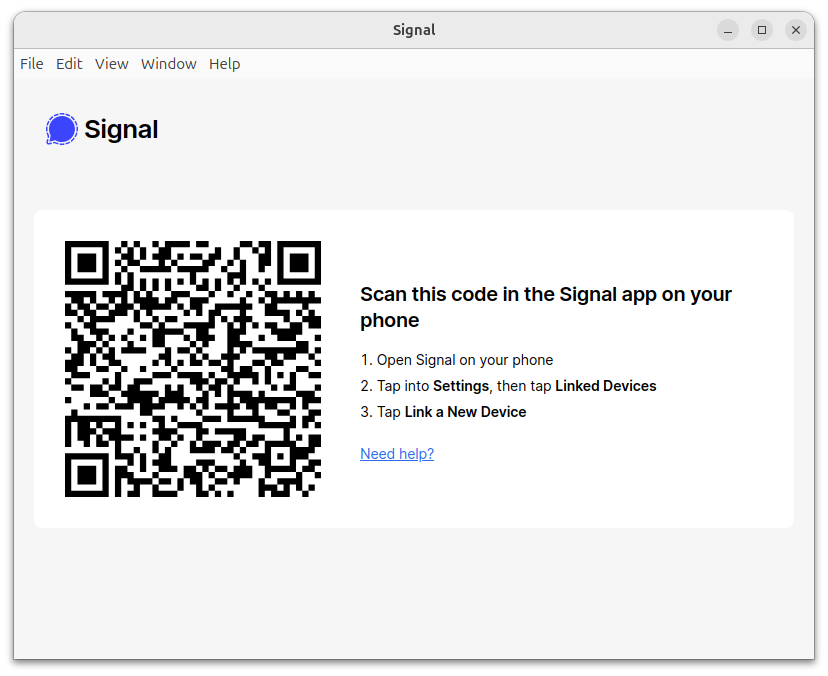 Signal
File Edit View Window Help
Signal
Scan this code in the Signal app on your
phone
1. Open Signal on your phone
2. Tap into Settings, then tap Linked Devices
3. Tap Link a New Device
Need help?